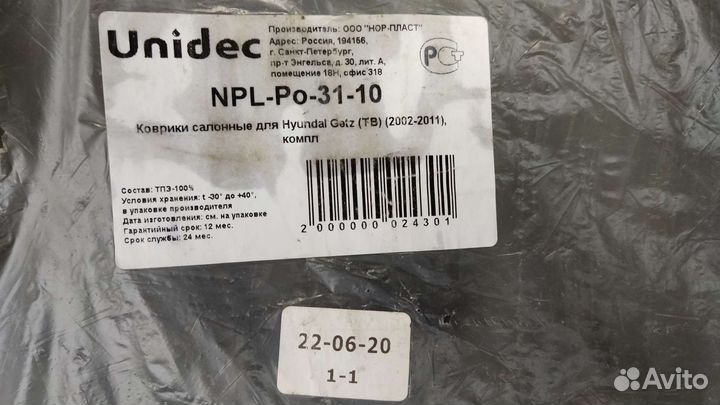 Unidec
Производитель: ООО "НОР-ПЛАСТ"
Адрес: Россия, 194156,
г. Санкт-Петербург,
пр-т Энгельса, д. 30, лит. А,
помещение 18Н, офис 318
РСТ
NPL-Po-31-10
Коврики салонные для Hyundai Getz (TB) (2002-2011),
компл
Состав: ТПЭ-100%
Условия хранения: t -30° до +40°,
в упаковке производителя
Дата изготовления: см. на упаковке
Гарантийный срок: 12 мес.
Срок службы: 24 мес.
2 000000 024301
22-06-20
1-1
Avito